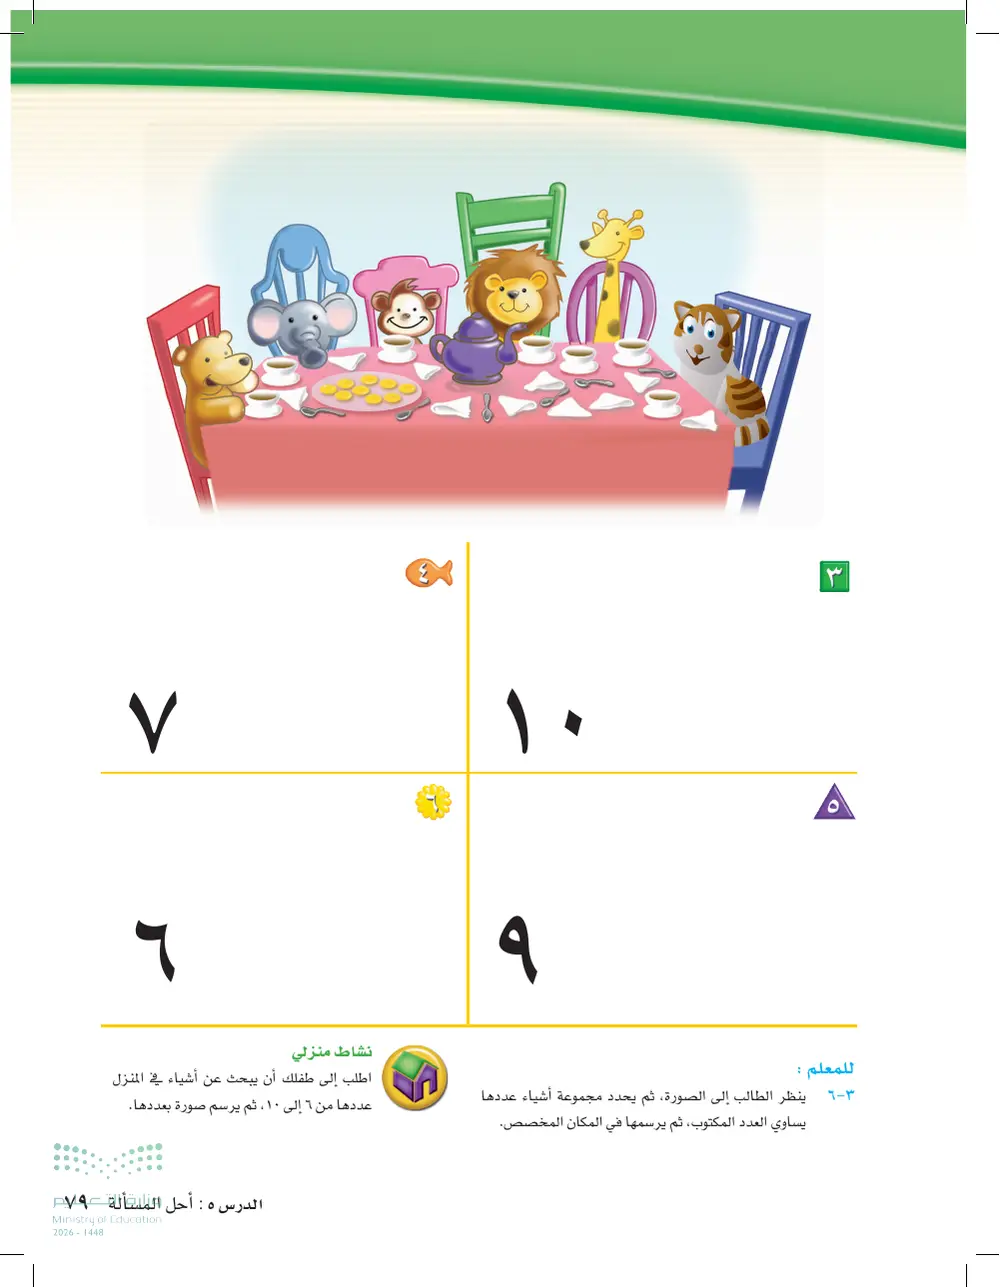 ٣
١٠
٤
٧
٥
٩
٦
٦
للمعلم :
٣-٦ ينظر الطالب إلى الصورة، ثم يحدد مجموعة أشياء عددها
يساوي العدد المكتوب، ثم يرسمها في المكان المخصص.
نشاط منزلي
اطلب إلى طفلك أن يبحث عن أشياء في المنزل
عددها من ٦ إلى ١٠، ثم يرسم صورة بعددها.
الدرس ٥ : أحل المسألة ٧٩
وزارة التعليم
Ministry of Education
2026 - 1448